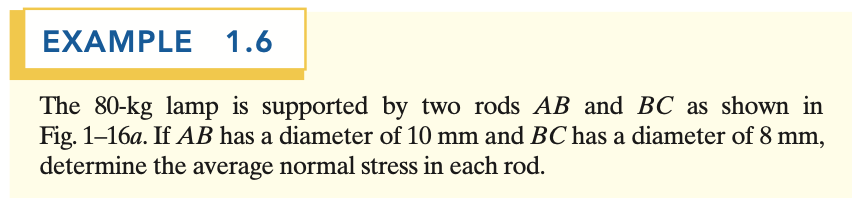 EXAMPLE 1.6
The 80-kg lamp is supported by two rods AB and BC as shown in
Fig. 1–16a. If AB has a diameter of 10 mm and BC has a diameter of 8 mm,
determine the average normal stress in each rod.